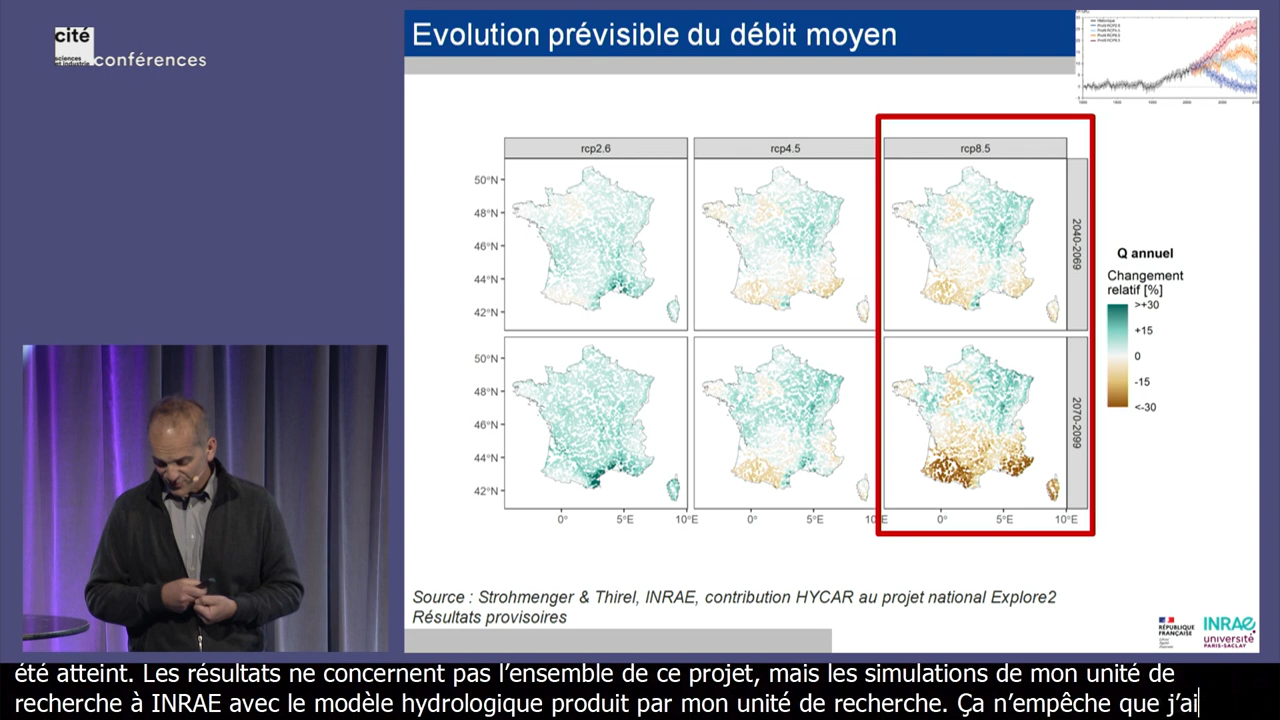 cité
sciences
et industrie
conférences
Evolution prévisible du débit moyen
rcp2.6
rcp4.5
rcp8.5
50°N
48°N
46°N
44°N
42°N
2040-2069
50°N
48°N
46°N
44°N
42°N
2070-2099
0°
5°E
10°E
0°
5°E
10°E
0°
5°E
10°E
Q annuel
Changement
relatif [%]
>+30
+15
0
-15
<-30
Source : Strohmenger & Thirel, INRAE, contribution HYCAR au projet national Explore2
Résultats provisoires
RÉPUBLIQUE
FRANÇAISE
INRAE
université
PARIS-SACLAY
été atteint. Les résultats ne concernent pas l'ensemble de ce projet, mais les simulations de mon unité de
recherche à INRAE avec le modèle hydrologique produit par mon unité de recherche. Ça n'empêche que j'ai